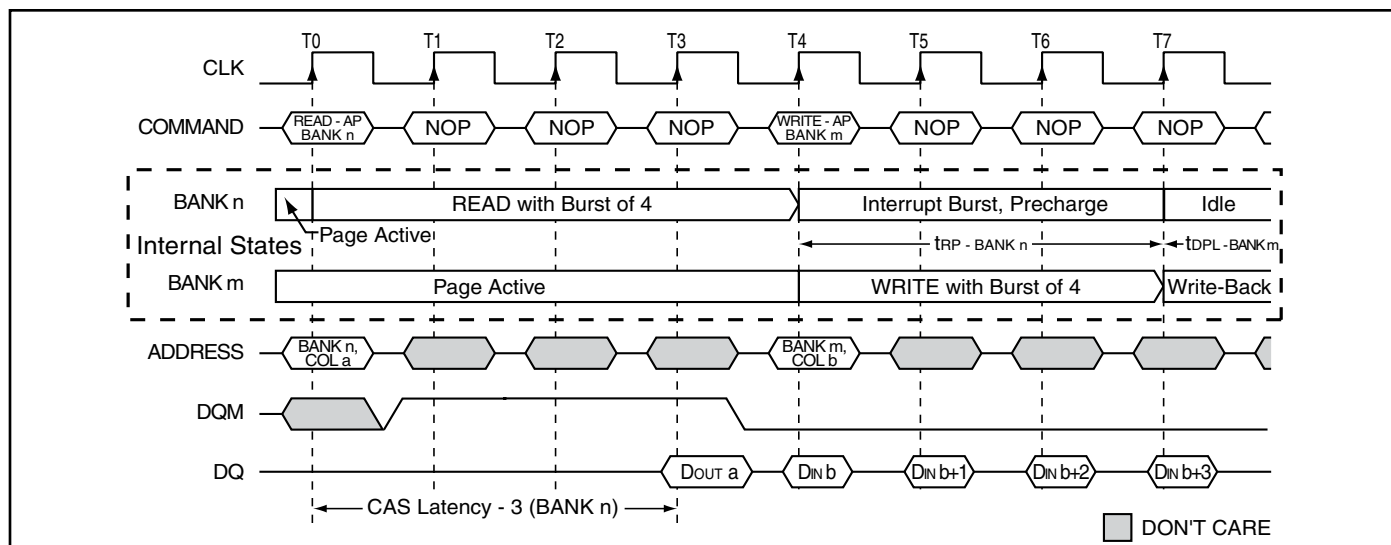 T0 T1 T2 T3 T4 T5 T6 T7
CLK
COMMAND READ - AP BANK n NOP NOP NOP WRITE - AP BANK m NOP NOP NOP
BANK n READ with Burst of 4 Interrupt Burst, Precharge Idle
Internal States Page Active tRP - BANK n tDPL - BANK m
BANK m Page Active WRITE with Burst of 4 Write-Back
ADDRESS BANK n, COL a BANK m, COL b
DQM
DQ DOUT a DIN b DIN b+1 DIN b+2 DIN b+3
CAS Latency - 3 (BANK n)
DON'T CARE